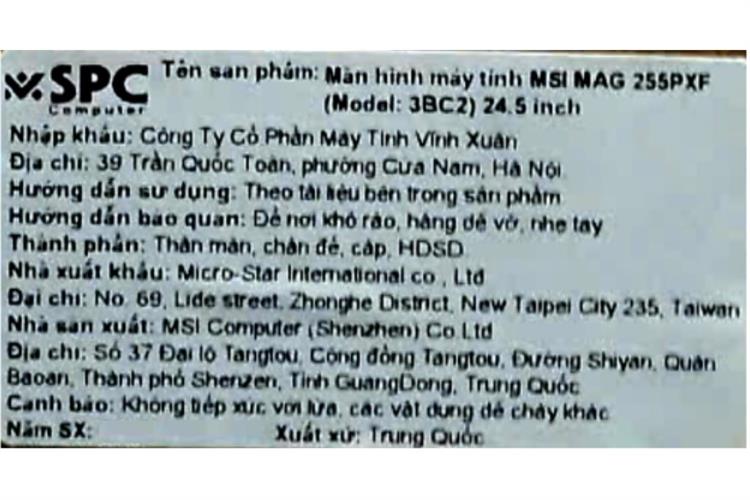 SPC
Computer
Tên sản phẩm: Màn hình máy tính MSI MAG 255PXF
(Model: 3BC2) 24.5 inch
Nhập khẩu: Công Ty Cổ Phần Máy Tính Vĩnh Xuân
Địa chỉ: 39 Trần Quốc Toản, phường Cửa Nam, Hà Nội
Hướng dẫn sử dụng: Theo tài liệu bên trong sản phẩm
Hướng dẫn bảo quản: Để nơi khô ráo, hàng dễ vỡ, nhẹ tay
Thành phần: Thân màn, chân đế, cáp, HDSD
Nhà xuất khẩu: Micro-Star International co., Ltd
Đại chỉ: No. 69, Lide street, Zhonghe District, New Taipei City 235, Taiwan
Nhà sản xuất: MSI Computer (Shenzhen) Co.Ltd
Địa chỉ: Số 37 Đại lộ Tangtou, Cộng đồng Tangtou, Đường Shiyan, Quận
Baoan, Thành phố Shenzen, Tỉnh GuangDong, Trung Quốc
Cảnh báo: Không tiếp xúc với lửa, các vật dụng dễ cháy khác
Năm SX: Xuất xứ: Trung Quốc